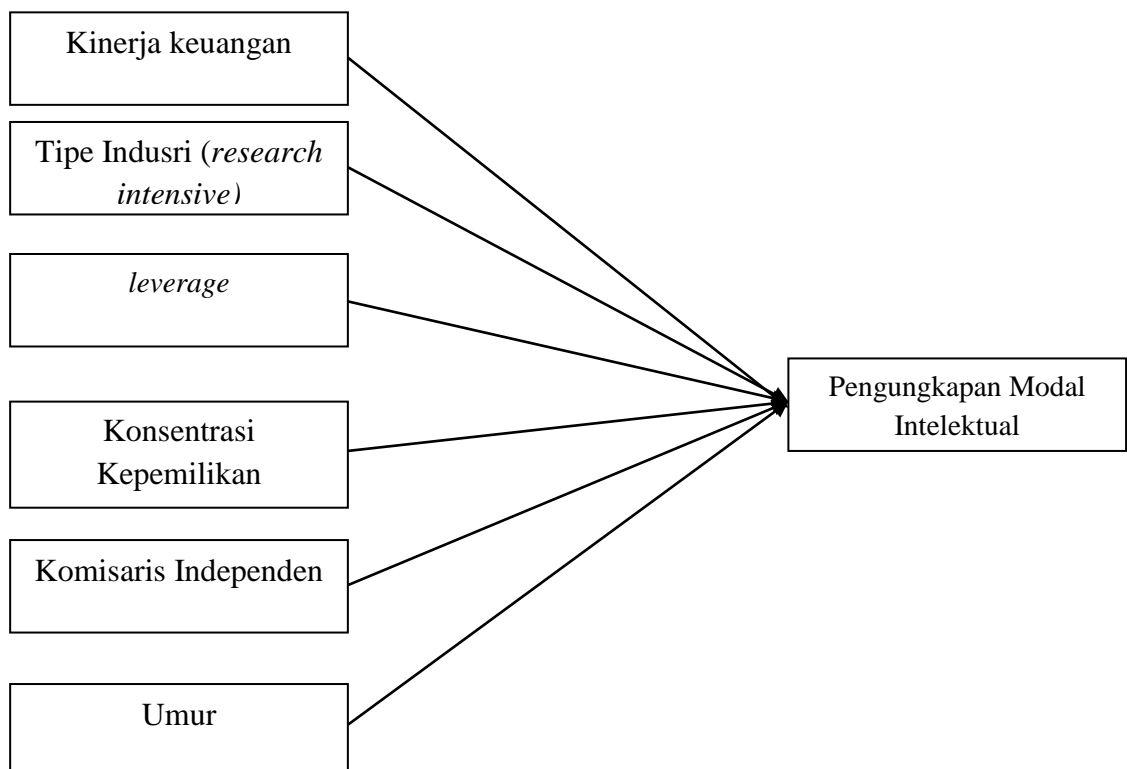 Kinerja keuangan
Tipe Indusri (research
intensive)
leverage
Konsentrasi
Kepemilikan
Komisaris Independen
Umur
Pengungkapan Modal
Intelektual